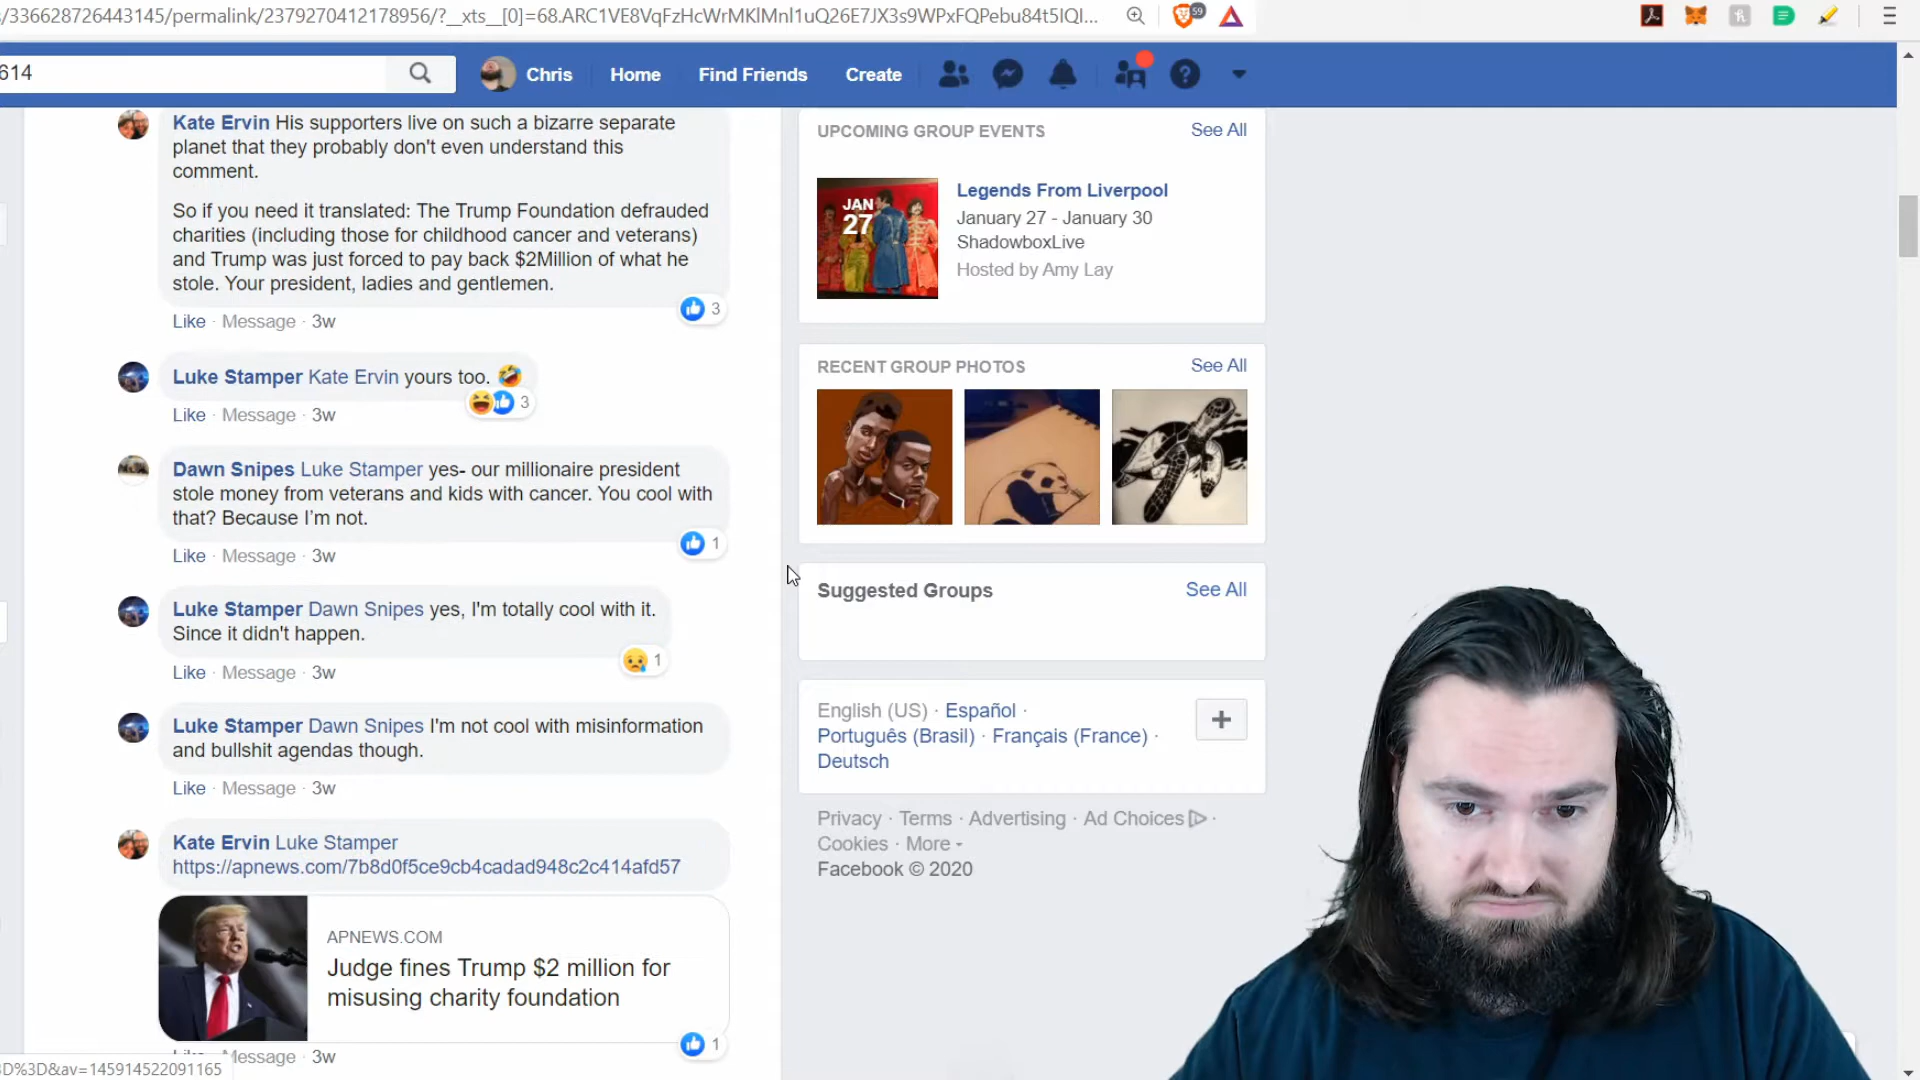 s/336628726443145/permalink/2379270412178956/?__xts__[0]=68.ARC1VE8VqFzHcWrMKlMnl1uQ26E7JX3s9WPxFQPebu84t5IQI...
59
614
Chris
Home
Find Friends
Create
Kate Ervin His supporters live on such a bizarre separate
planet that they probably don't even understand this
comment.
So if you need it translated: The Trump Foundation defrauded
charities (including those for childhood cancer and veterans)
and Trump was just forced to pay back $2Million of what he
stole. Your president, ladies and gentlemen.
3
Like · Message · 3w
Luke Stamper Kate Ervin yours too.
3
Like · Message · 3w
Dawn Snipes Luke Stamper yes- our millionaire president
stole money from veterans and kids with cancer. You cool with
that? Because I'm not.
1
Like · Message · 3w
Luke Stamper Dawn Snipes yes, I'm totally cool with it.
Since it didn't happen.
1
Like · Message · 3w
Luke Stamper Dawn Snipes I'm not cool with misinformation
and bullshit agendas though.
Like · Message · 3w
Kate Ervin Luke Stamper
https://apnews.com/7b8d0f5ce9cb4cadad948c2c414afd57
APNEWS.COM
Judge fines Trump $2 million for
misusing charity foundation
1
Like · Message · 3w
D%3D&av=145914522091165
UPCOMING GROUP EVENTS
See All
JAN
27
Legends From Liverpool
January 27 - January 30
ShadowboxLive
Hosted by Amy Lay
RECENT GROUP PHOTOS
See All
Suggested Groups
See All
English (US) · Español ·
Português (Brasil) · Français (France) ·
Deutsch
Privacy · Terms · Advertising · Ad Choices ·
Cookies · More
Facebook © 2020